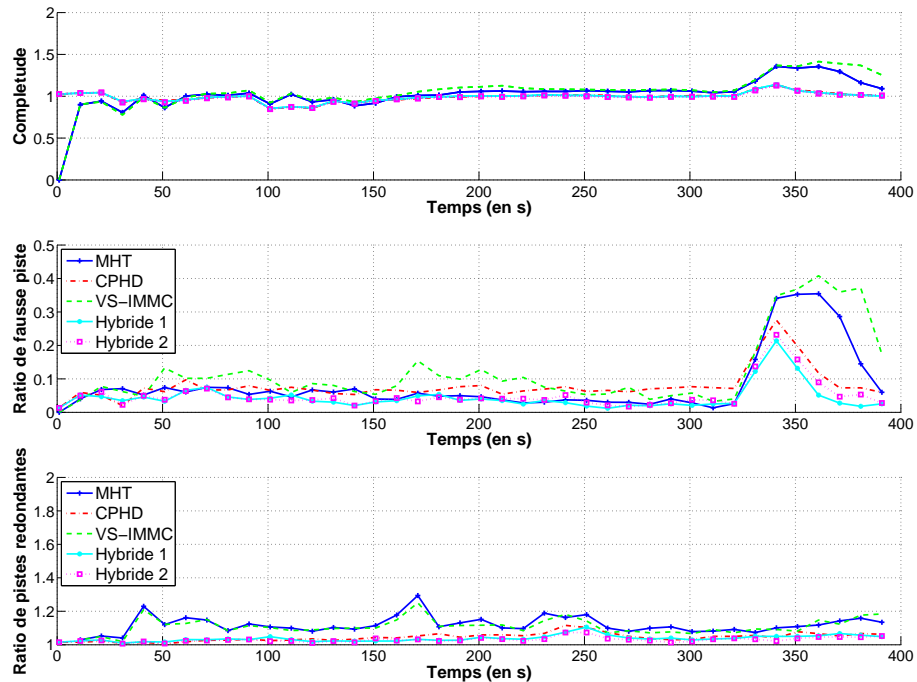 2
1.5
1
0.5
0
Completude
0 50 100 150 200 250 300 350 400
Temps (en s)
0.5
0.4
0.3
0.2
0.1
0
Ratio de fausse piste
MHT
CPHD
VS−IMMC
Hybride 1
Hybride 2
0 50 100 150 200 250 300 350 400
Temps (en s)
2
1.8
1.6
1.4
1.2
1
Ratio de pistes redondantes
MHT
CPHD
VS−IMMC
Hybride 1
Hybride 2
0 50 100 150 200 250 300 350 400
Temps (en s)